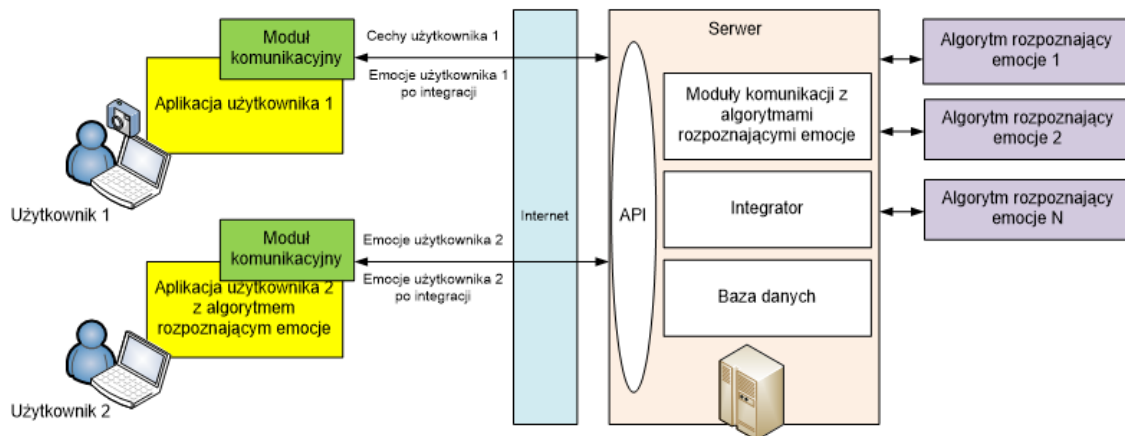 Moduł
komunikacyjny
Aplikacja użytkownika 1
Użytkownik 1
Cechy użytkownika 1
Emocje użytkownika 1
po integracji
Moduł
komunikacyjny
Aplikacja użytkownika 2
z algorytmem
rozpoznającym emocje
Użytkownik 2
Emocje użytkownika 2
Emocje użytkownika 2
po integracji
Internet
Serwer
API
Moduły komunikacji z
algorytmami
rozpoznającymi emocje
Integrator
Baza danych
Algorytm rozpoznający
emocje 1
Algorytm rozpoznający
emocje 2
Algorytm rozpoznający
emocje N